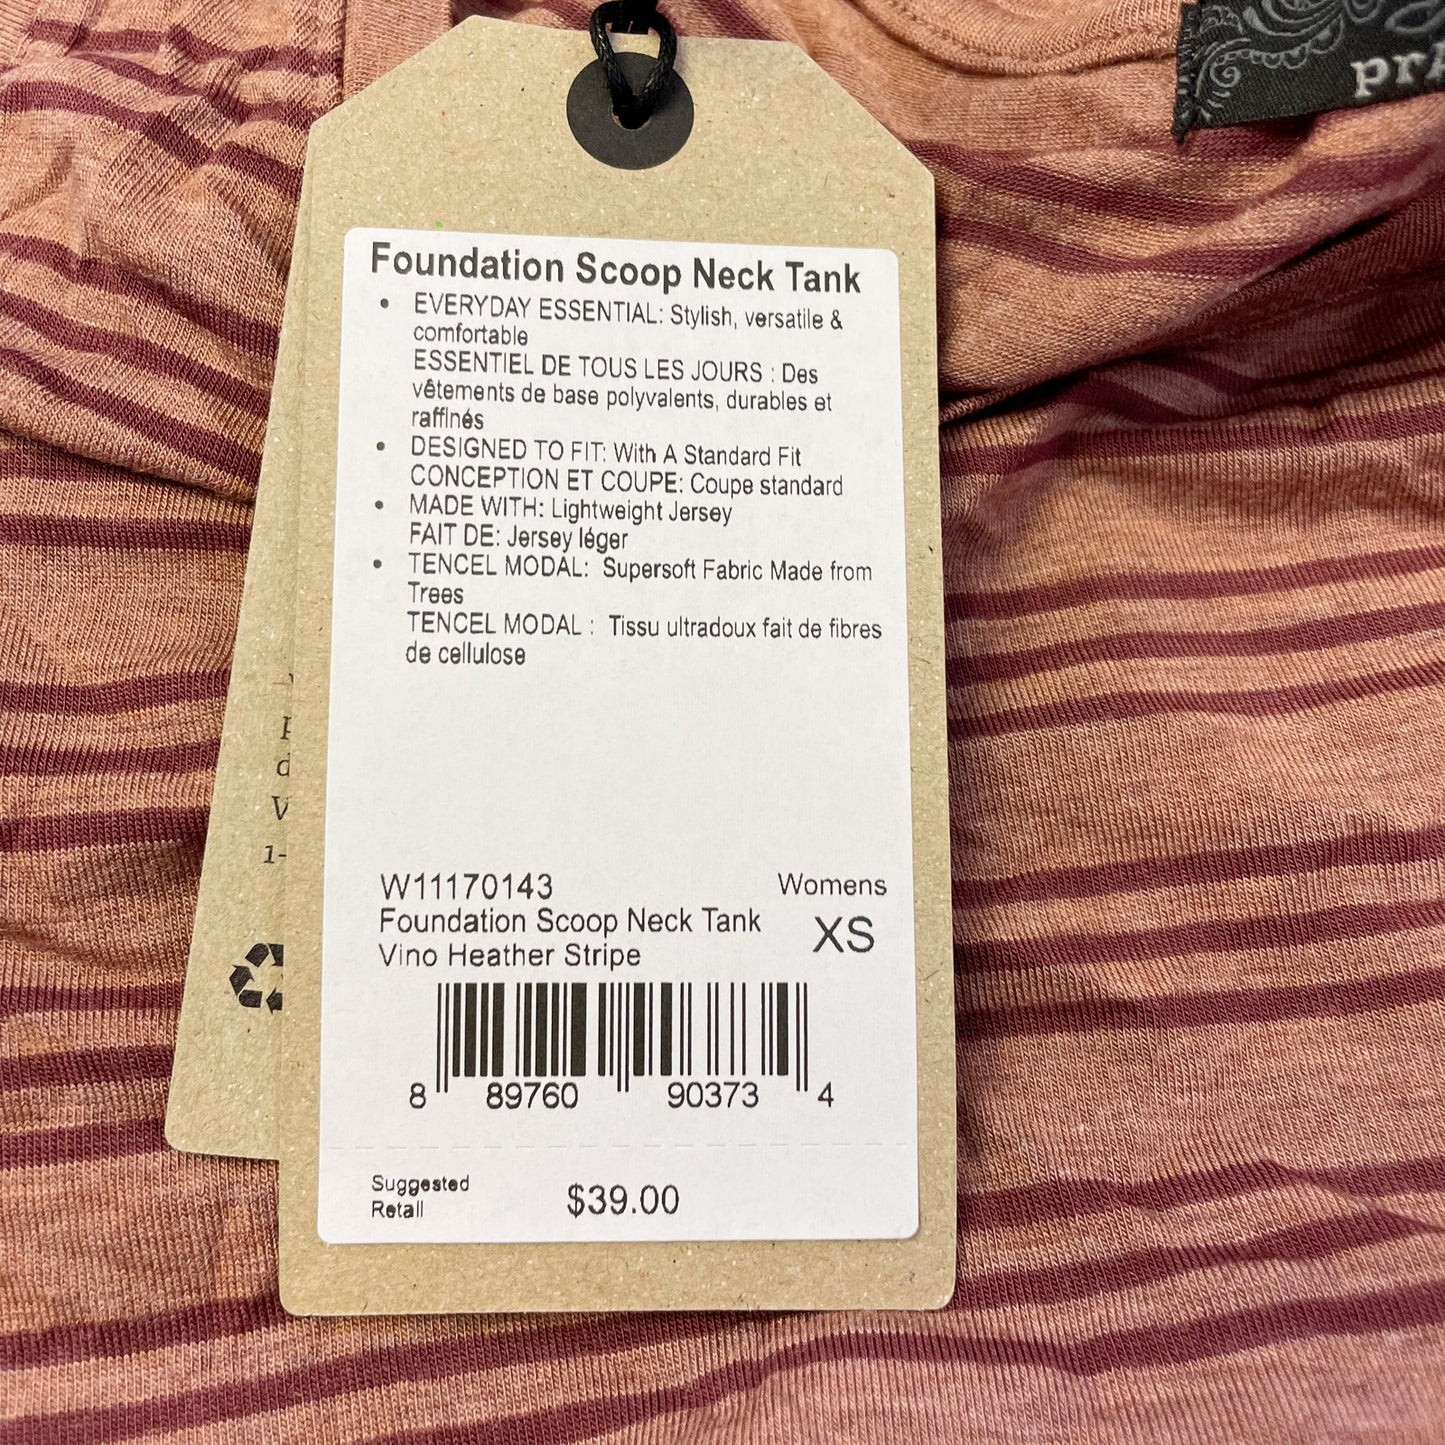 Foundation Scoop Neck Tank
• EVERYDAY ESSENTIAL: Stylish, versatile &
comfortable
ESSENTIEL DE TOUS LES JOURS : Des
vêtements de base polyvalents, durables et
raffinés
• DESIGNED TO FIT: With A Standard Fit
CONCEPTION ET COUPE: Coupe standard
• MADE WITH: Lightweight Jersey
FAIT DE: Jersey léger
• TENCEL MODAL: Supersoft Fabric Made from
Trees
TENCEL MODAL : Tissu ultradoux fait de fibres
de cellulose
W11170143 Womens
Foundation Scoop Neck Tank XS
Vino Heather Stripe
8 89760 90373 4
Suggested
Retail $39.00